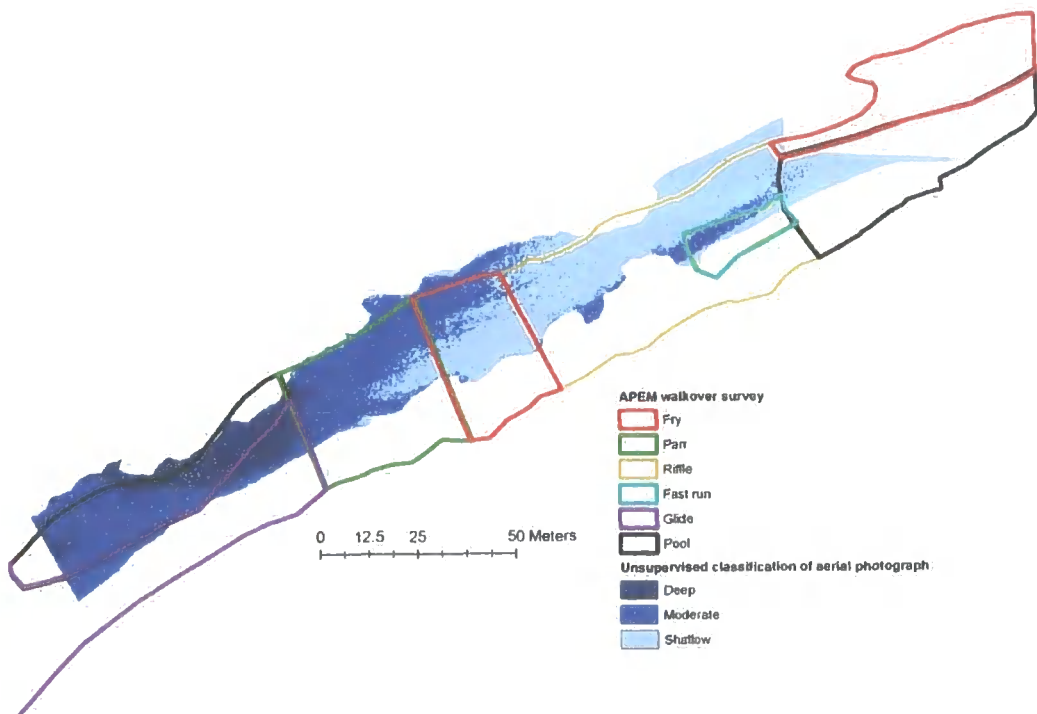 APEM walkover survey
Fry
Parr
Riffle
Fast run
Glide
Pool
0 12.5 25 50 Meters
Unsupervised classification of aerial photograph
Deep
Moderate
Shallow